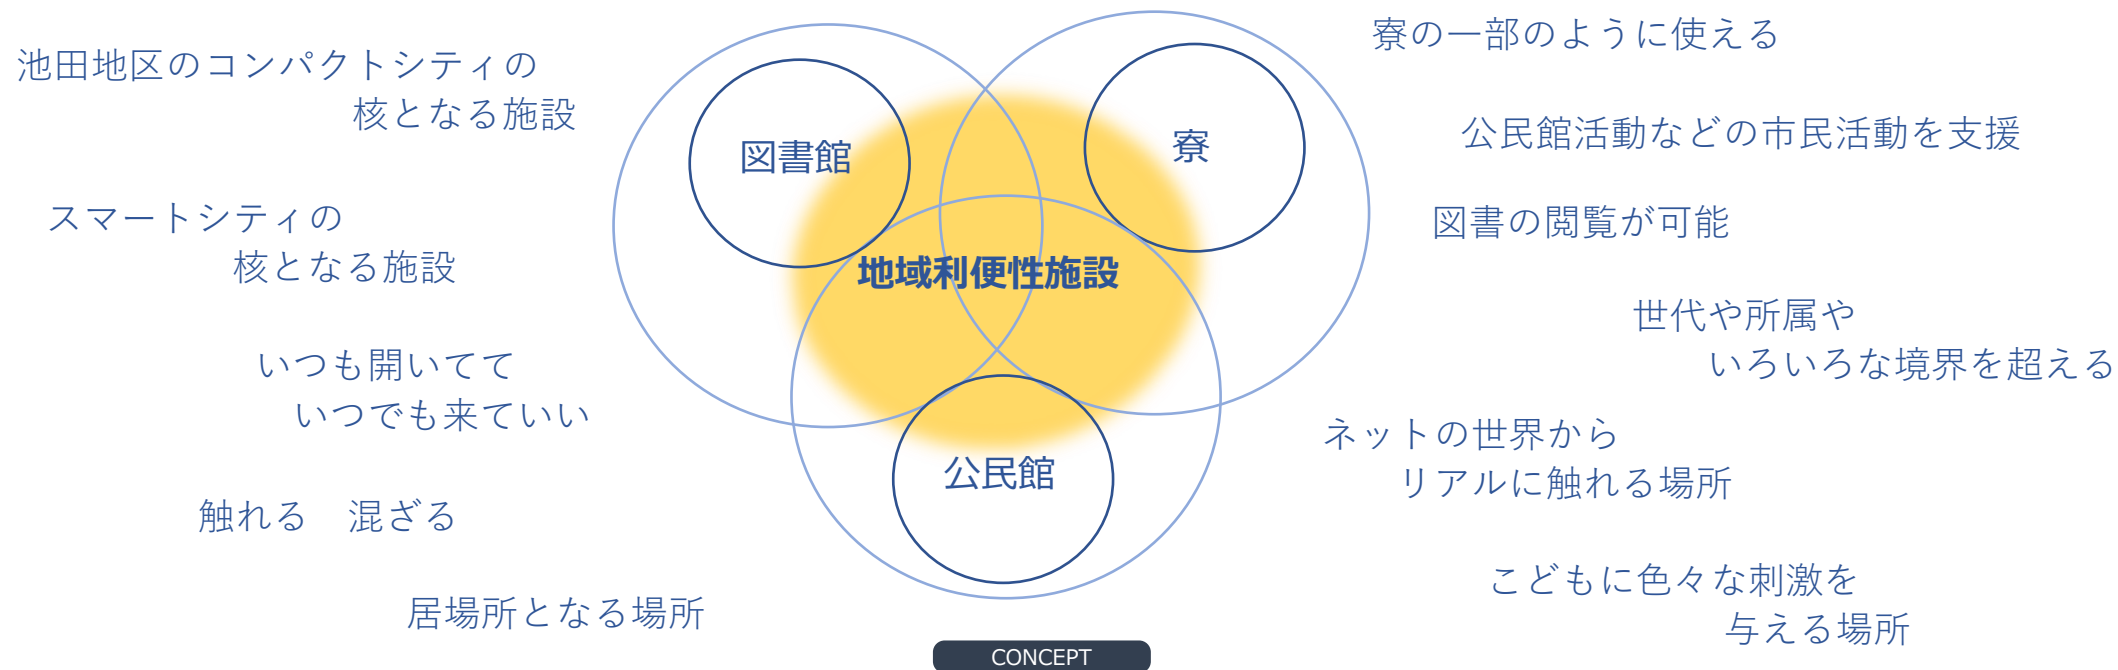 池田地区のコンパクトシティの
核となる施設
スマートシティの
核となる施設
いつも開いてて
いつでも来ていい
触れる　混ざる
居場所となる場所
図書館
寮
地域利便性施設
公民館
CONCEPT
寮の一部のように使える
公民館活動などの市民活動を支援
図書の閲覧が可能
世代や所属や
いろいろな境界を超える
ネットの世界から
リアルに触れる場所
こどもに色々な刺激を
与える場所